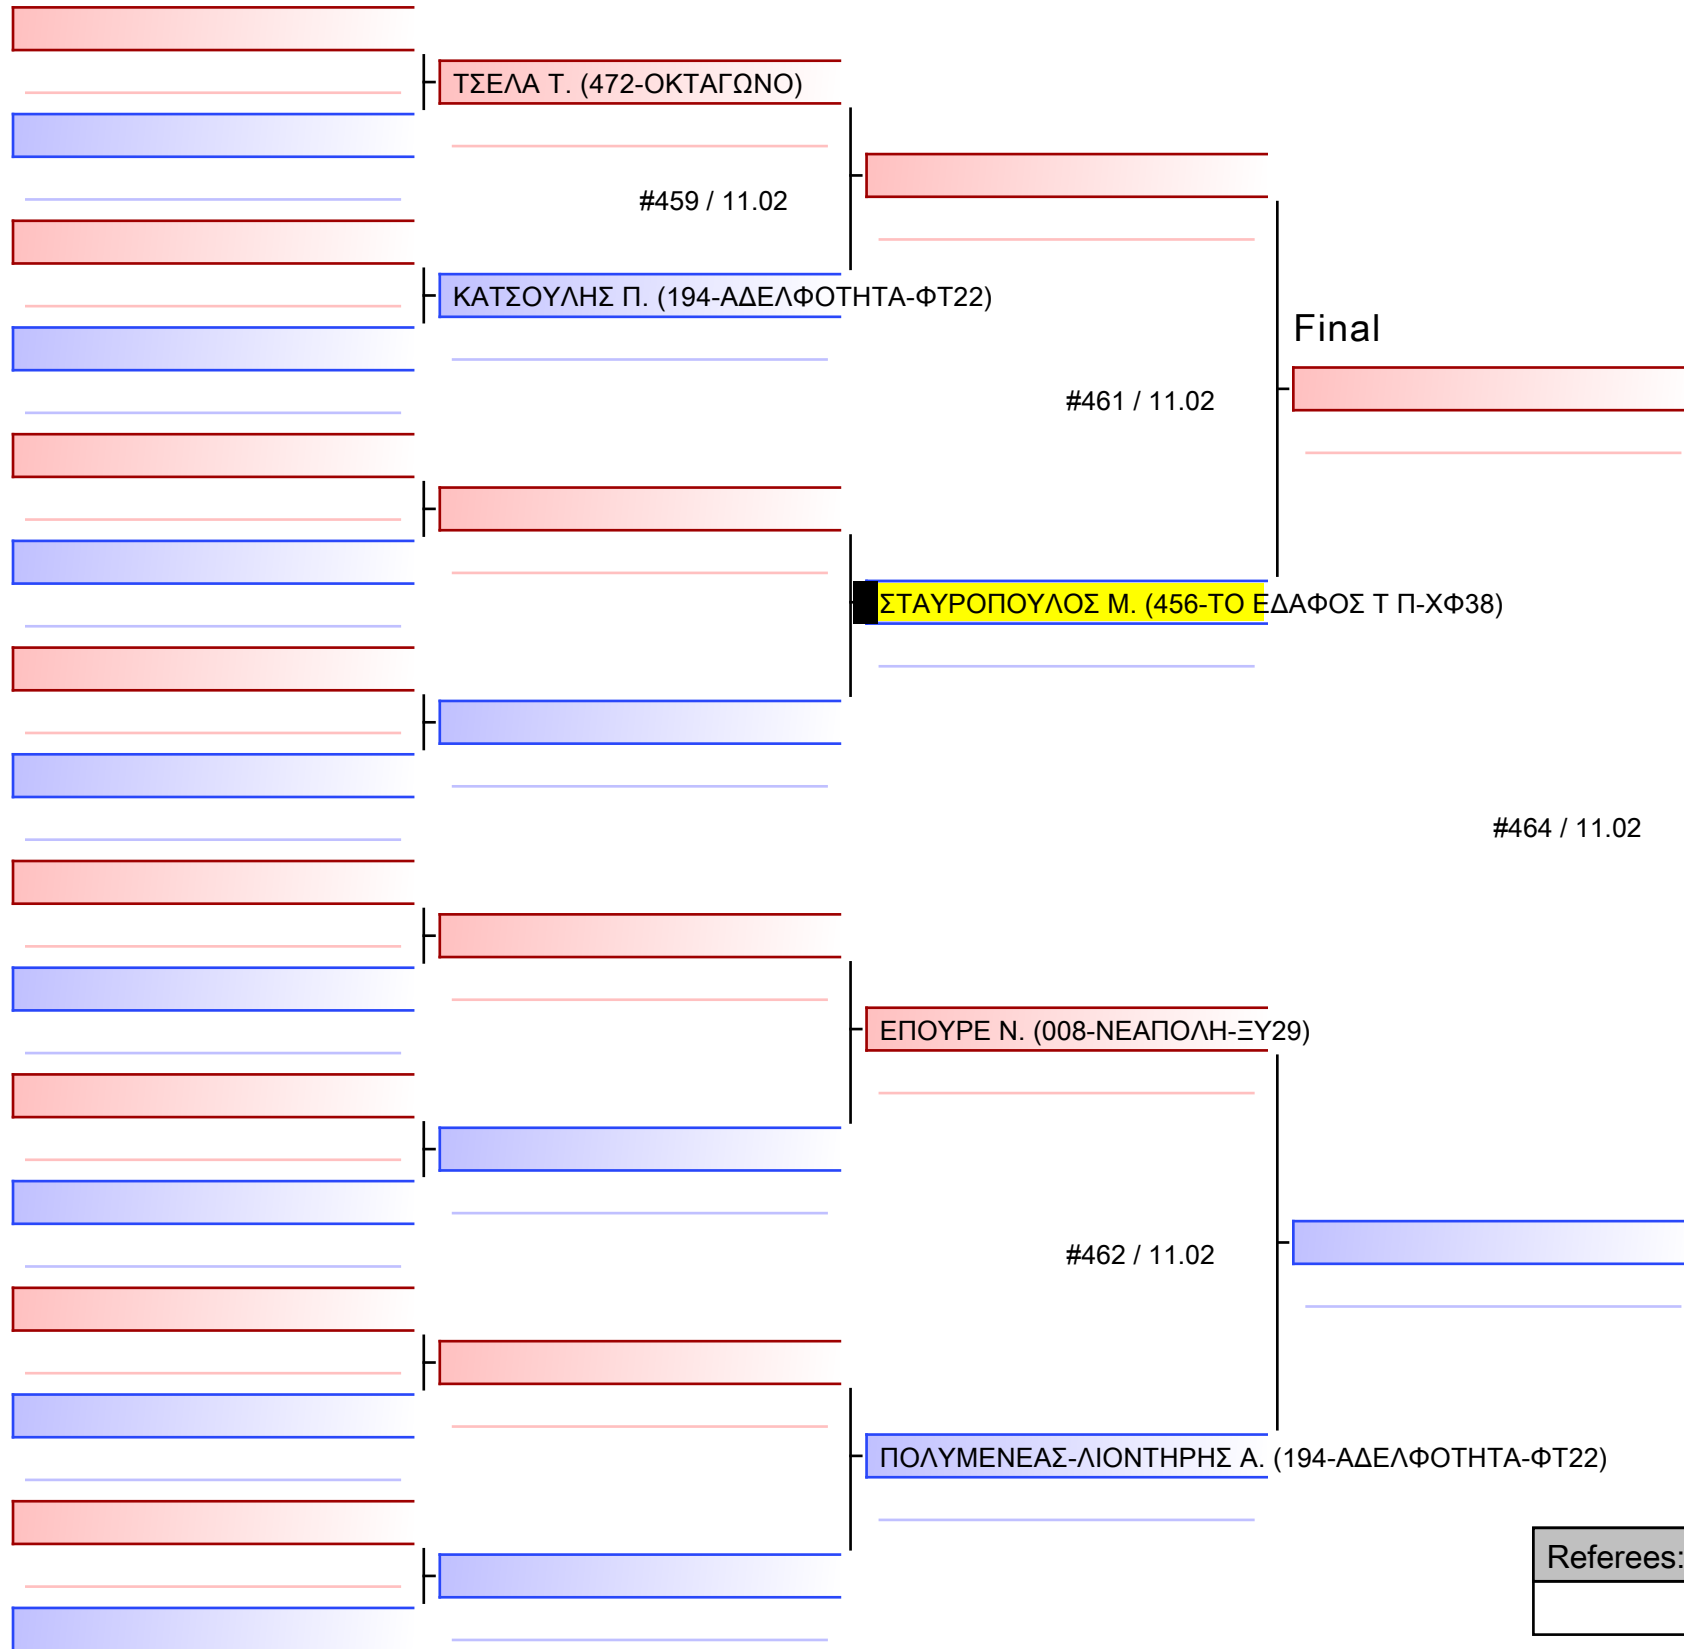 ΤΣΕΛΑ Τ. (472-ΟΚΤΑΓΩΝΟ)
#459 / 11.02
ΚΑΤΣΟΥΛΗΣ Π. (194-ΑΔΕΛΦΟΤΗΤΑ-ΦΤ22)
Final
#461 / 11.02
ΣΤΑΥΡΟΠΟΥΛΟΣ Μ. (456-ΤΟ ΕΔΑΦΟΣ Τ Π-ΧΦ38)
#464 / 11.02
ΕΠΟΥΡΕ Ν. (008-ΝΕΑΠΟΛΗ-ΞΥ29)
#462 / 11.02
ΠΟΛΥΜΕΝΕΑΣ-ΛΙΟΝΤΗΡΗΣ Α. (194-ΑΔΕΛΦΟΤΗΤΑ-ΦΤ22)
Referees: